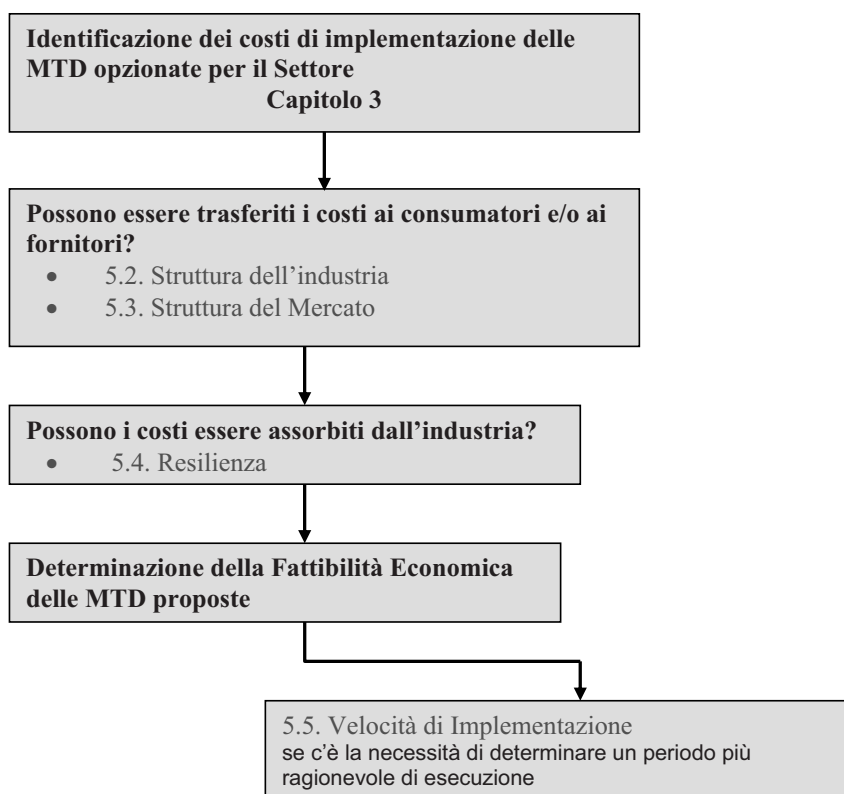 Identificazione dei costi di implementazione delle
MTD opzionate per il Settore
Capitolo 3
Possono essere trasferiti i costi ai consumatori e/o ai
fornitori?
• 5.2. Struttura dell’industria
• 5.3. Struttura del Mercato
Possono i costi essere assorbiti dall’industria?
• 5.4. Resilienza
Determinazione della Fattibilità Economica
delle MTD proposte
5.5. Velocità di Implementazione
se c’è la necessità di determinare un periodo più
ragionevole di esecuzione